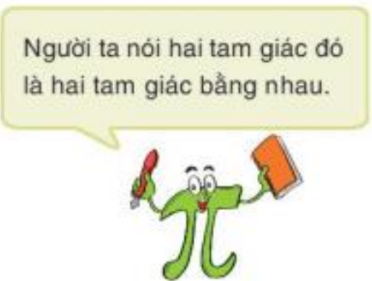 Người ta nói hai tam giác đó
là hai tam giác bằng nhau.